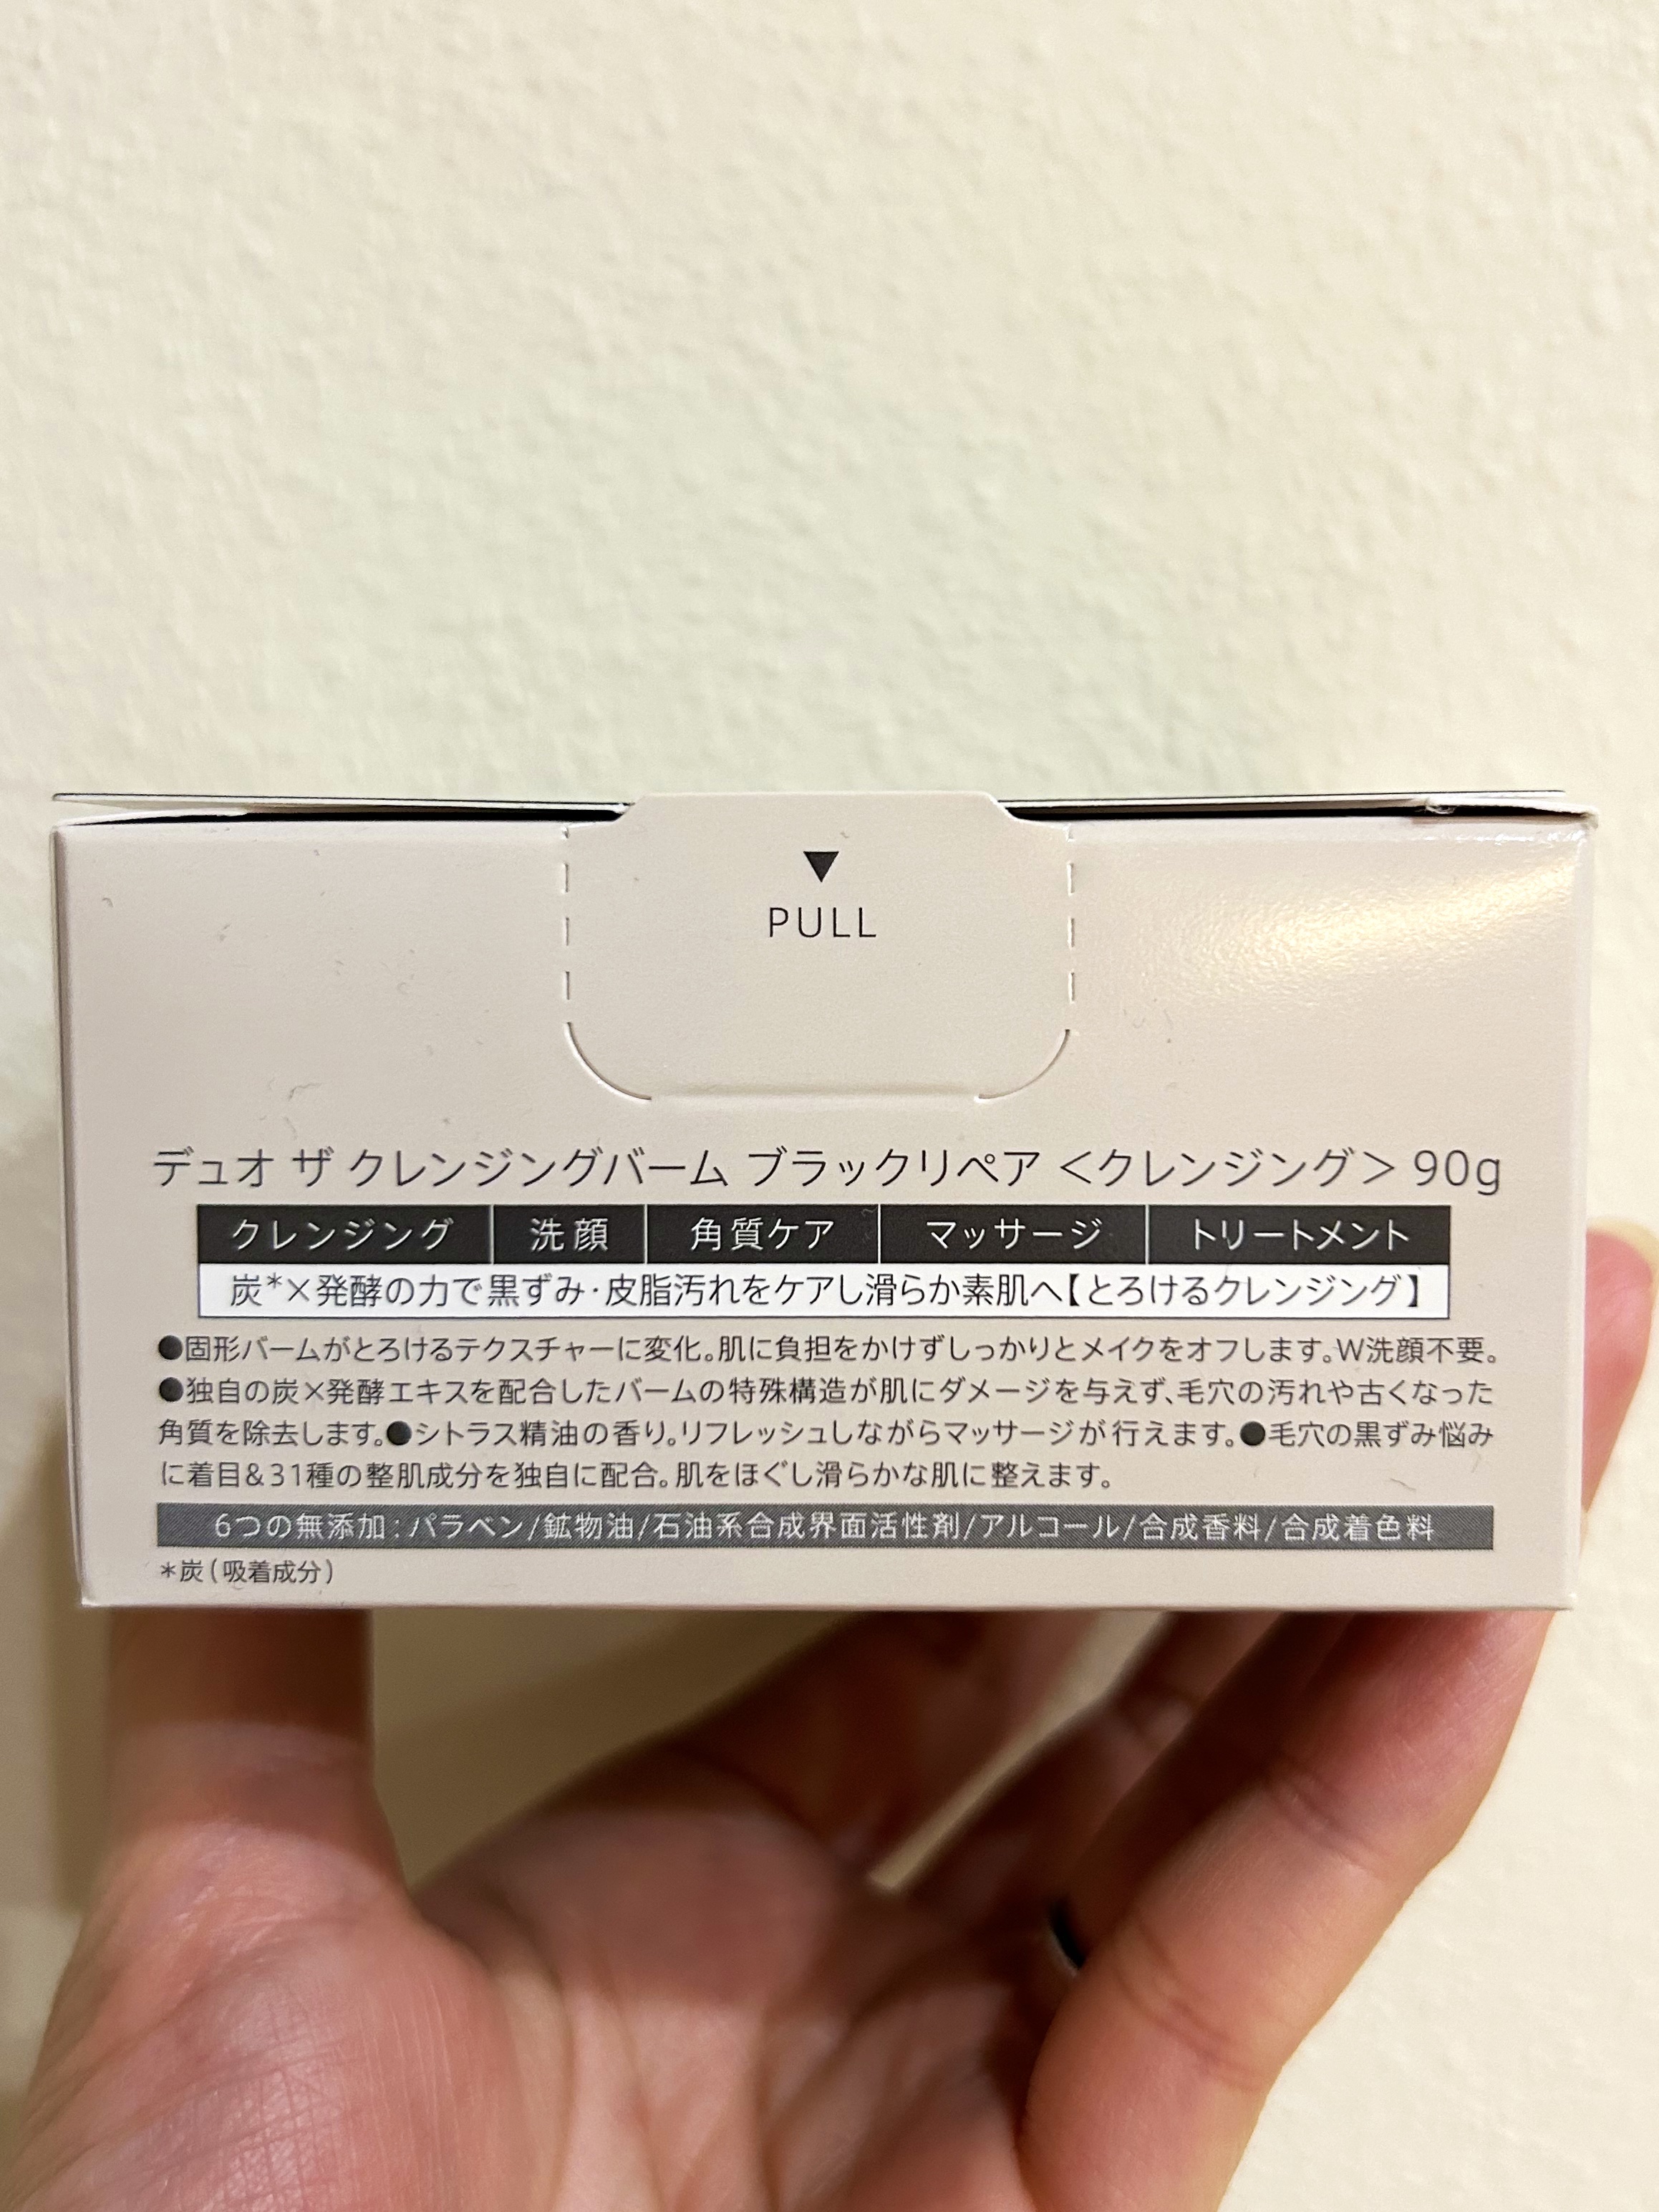 ▼
PULL
デュオ ザ クレンジングバーム ブラックリペア ＜クレンジング＞ 90g
クレンジング 洗顔 角質ケア マッサージ トリートメント
炭*×発酵の力で黒ずみ・皮脂汚れをケアし滑らか素肌へ【とろけるクレンジング】
●固形バームがとろけるテクスチャーに変化。肌に負担をかけずしっかりとメイクをオフします。W洗顔不要。
●独自の炭×発酵エキスを配合したバームの特殊構造が肌にダメージを与えず、毛穴の汚れや古くなった
角質を除去します。●シトラス精油の香り。リフレッシュしながらマッサージが行えます。●毛穴の黒ずみ悩み
に着目&31種の整肌成分を独自に配合。肌をほぐし滑らかな肌に整えます。
6つの無添加：パラベン/鉱物油/石油系合成界面活性剤/アルコール/合成香料/合成着色料
*炭（吸着成分）